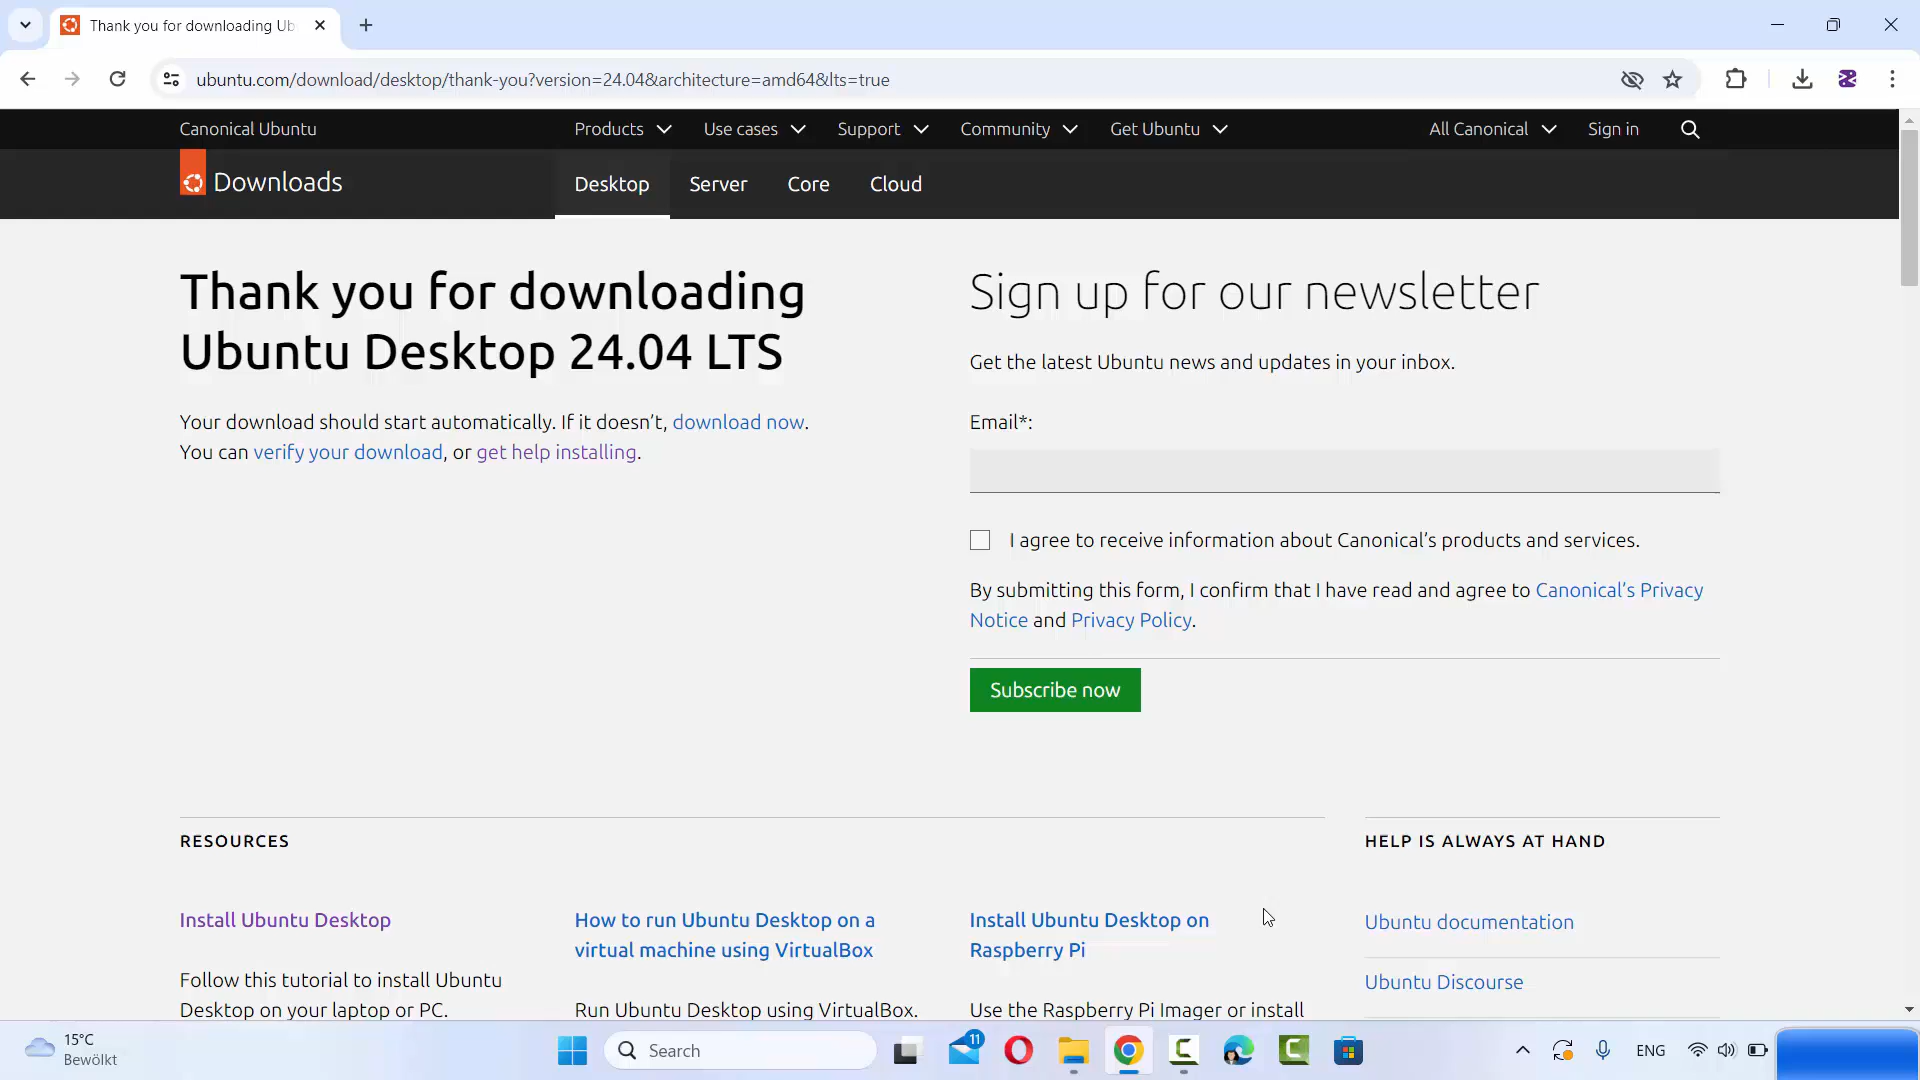 Thank you for downloading Ub
ubuntu.com/download/desktop/thank-you?version=24.04&architecture=amd64&lts=true
Canonical Ubuntu
Products
Use cases
Support
Community
Get Ubuntu
All Canonical
Sign in
Downloads
Desktop
Server
Core
Cloud
Thank you for downloading
Ubuntu Desktop 24.04 LTS
Your download should start automatically. If it doesn’t, download now.
You can verify your download, or get help installing.
Sign up for our newsletter
Get the latest Ubuntu news and updates in your inbox.
Email*:
I agree to receive information about Canonical’s products and services.
By submitting this form, I confirm that I have read and agree to Canonical’s Privacy
Notice and Privacy Policy.
Subscribe now
RESOURCES
Install Ubuntu Desktop
Follow this tutorial to install Ubuntu
Desktop on your laptop or PC.
How to run Ubuntu Desktop on a
virtual machine using VirtualBox
Run Ubuntu Desktop using VirtualBox.
Install Ubuntu Desktop on
Raspberry Pi
Use the Raspberry Pi Imager or install
HELP IS ALWAYS AT HAND
Ubuntu documentation
Ubuntu Discourse
15°C
Bewölkt
Search
11
ENG